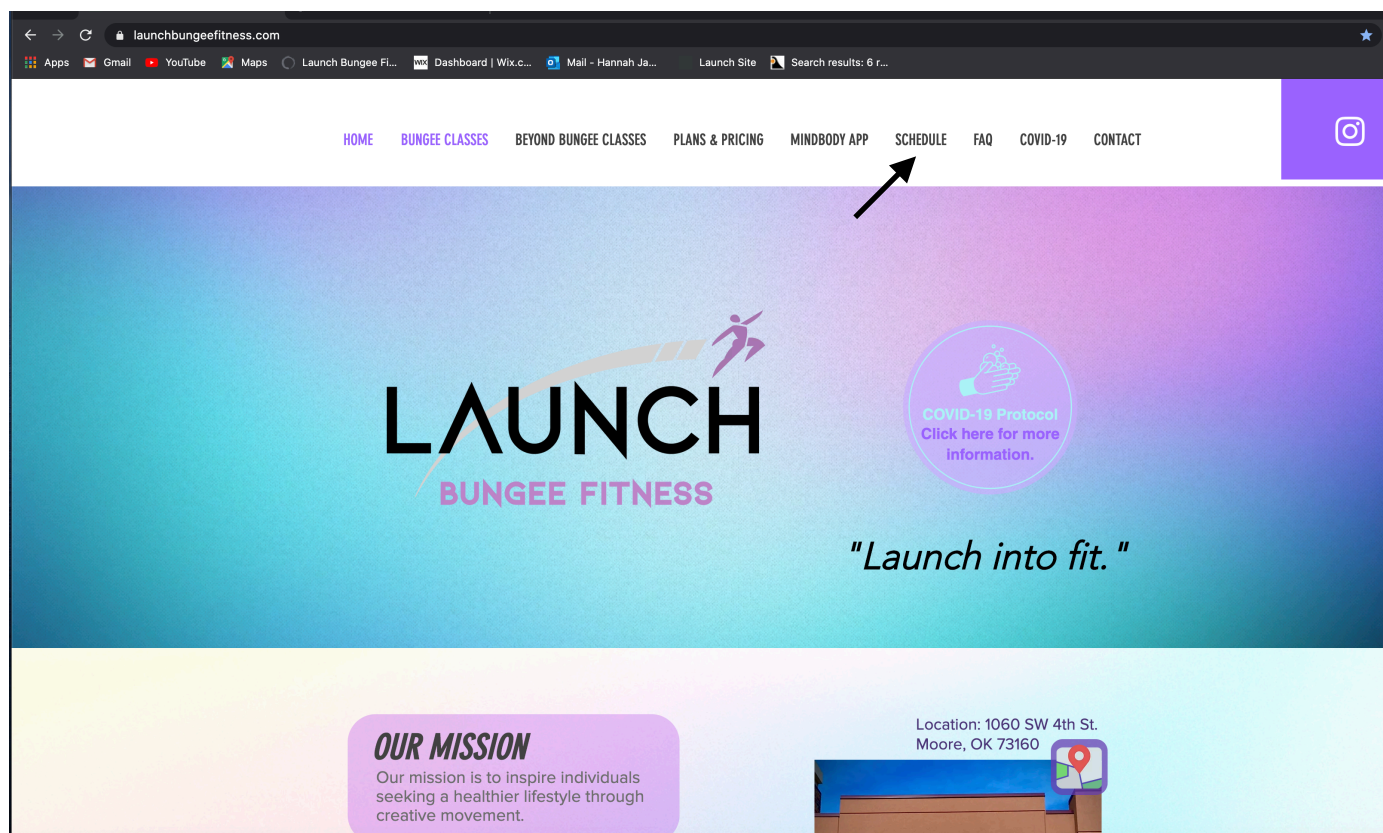 launchbungeefitness.com
Apps Gmail YouTube Maps Launch Bungee Fi... WIX Dashboard | Wix.c... Mail - Hannah Ja... Launch Site Search results: 6 r...
HOME BUNGEE CLASSES BEYOND BUNGEE CLASSES PLANS & PRICING MINDBODY APP SCHEDULE FAQ COVID-19 CONTACT
LAUNCH
BUNGEE FITNESS
COVID-19 Protocol
Click here for more
information.
"Launch into fit."
OUR MISSION
Our mission is to inspire individuals
seeking a healthier lifestyle through
creative movement.
Location: 1060 SW 4th St.
Moore, OK 73160